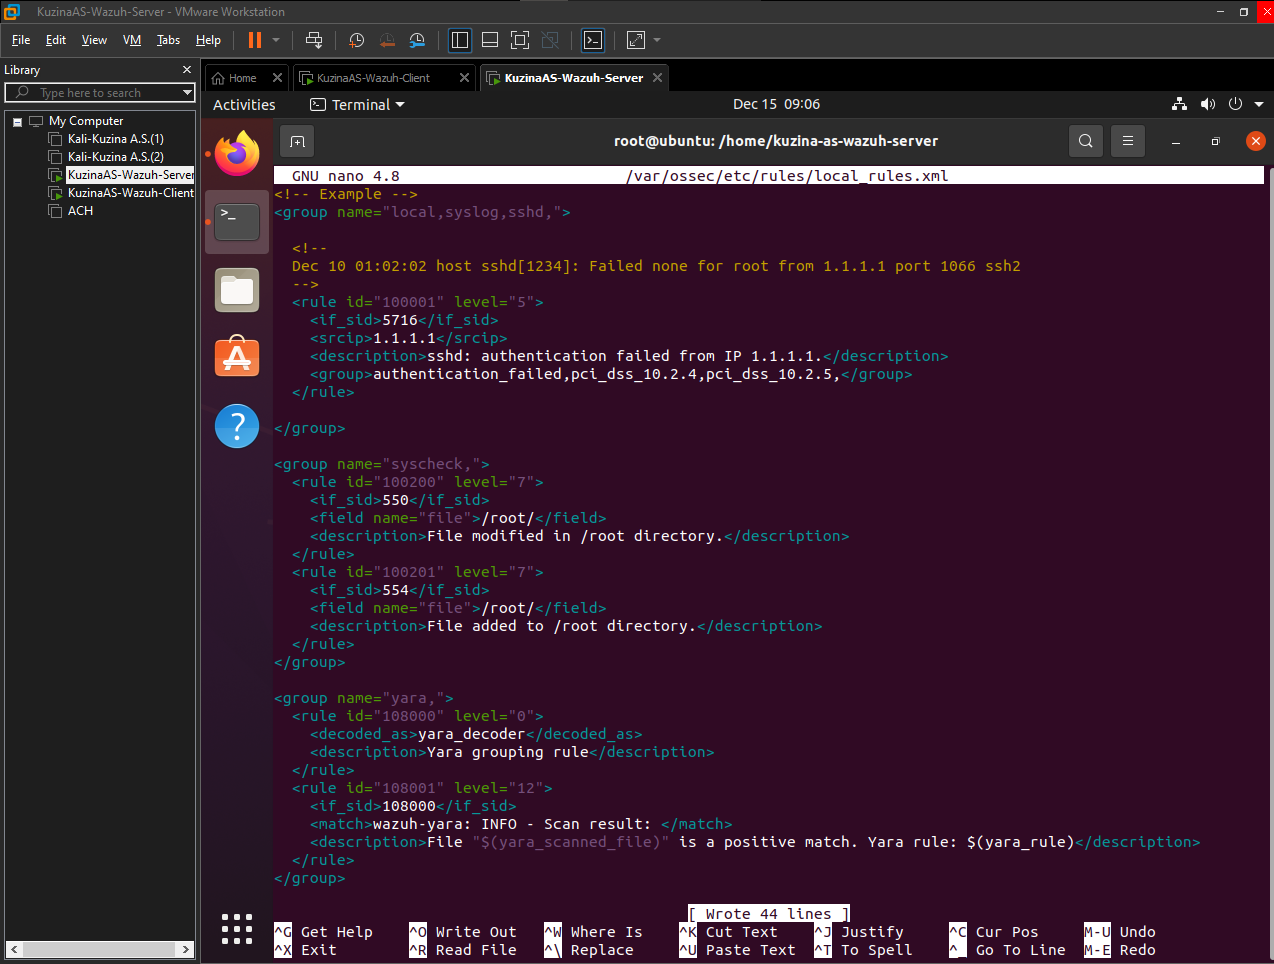 KuzinaAS-Wazuh-Server - VMware Workstation
File Edit View VM Tabs Help
Library
Type here to search
My Computer
Kali-Kuzina A.S.(1)
Kali-Kuzina A.S.(2)
KuzinaAS-Wazuh-Server
KuzinaAS-Wazuh-Client
ACH
Home KuzinaAS-Wazuh-Client KuzinaAS-Wazuh-Server
Activities Terminal Dec 15 09:06
root@ubuntu: /home/kuzina-as-wazuh-server
GNU nano 4.8 /var/ossec/etc/rules/local_rules.xml
<!-- Example -->
<group name="local,syslog,sshd,">
<!--
Dec 10 01:02:02 host sshd[1234]: Failed none for root from 1.1.1.1 port 1066 ssh2
-->
<rule id="100001" level="5">
<if_sid>5716</if_sid>
<srcip>1.1.1.1</srcip>
<description>sshd: authentication failed from IP 1.1.1.1.</description>
<group>authentication_failed,pci_dss_10.2.4,pci_dss_10.2.5,</group>
</rule>
</group>
<group name="syscheck,">
<rule id="100200" level="7">
<if_sid>550</if_sid>
<field name="file">/root/</field>
<description>File modified in /root directory.</description>
</rule>
<rule id="100201" level="7">
<if_sid>554</if_sid>
<field name="file">/root/</field>
<description>File added to /root directory.</description>
</rule>
</group>
<group name="yara,">
<rule id="108000" level="0">
<decoded_as>yara_decoder</decoded_as>
<description>Yara grouping rule</description>
</rule>
<rule id="108001" level="12">
<if_sid>108000</if_sid>
<match>wazuh-yara: INFO - Scan result: </match>
<description>File "$(yara_scanned_file)" is a positive match. Yara rule: $(yara_rule)</description>
</rule>
</group>
[ Wrote 44 lines ]
^G Get Help ^O Write Out ^W Where Is ^K Cut Text ^J Justify ^C Cur Pos M-U Undo
^X Exit ^R Read File ^\ Replace ^U Paste Text ^T To Spell ^_ Go To Line M-E Redo